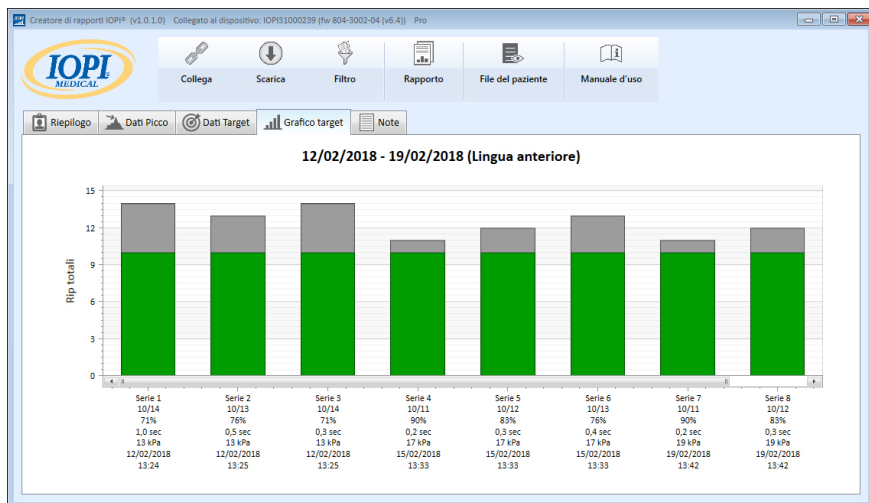 Creatore di rapporti IOPI® (v1.0.1.0) Collegato al dispositivo: IOPI31000239 (fw 804-3002-04 (v6.4)) Pro
IOPI®
MEDICAL
Collega Scarica Filtro Rapporto File del paziente Manuale d'uso
Riepilogo Dati Picco Dati Target Grafico target Note
12/02/2018 - 19/02/2018 (Lingua anteriore)
Rip totali
15
12
9
6
3
0
Serie 1 Serie 2 Serie 3 Serie 4 Serie 5 Serie 6 Serie 7 Serie 8
10/14 10/13 10/14 10/11 10/12 10/13 10/11 10/12
71% 76% 71% 90% 83% 76% 90% 83%
1,0 sec 0,5 sec 0,3 sec 0,2 sec 0,3 sec 0,4 sec 0,2 sec 0,3 sec
13 kPa 13 kPa 13 kPa 17 kPa 17 kPa 17 kPa 19 kPa 19 kPa
12/02/2018 12/02/2018 12/02/2018 15/02/2018 15/02/2018 15/02/2018 19/02/2018 19/02/2018
13:24 13:25 13:25 13:33 13:33 13:33 13:42 13:42